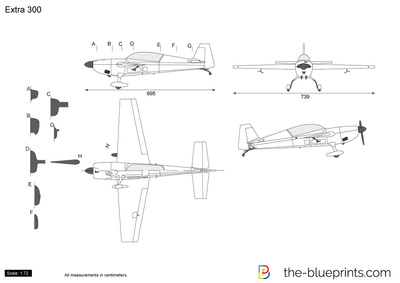 Extra 300
A B C D E F G
695
739
A
B
C
G
D
H
E
F
H
Scale 1:72
All measurements in centimeters.
the-blueprints.com